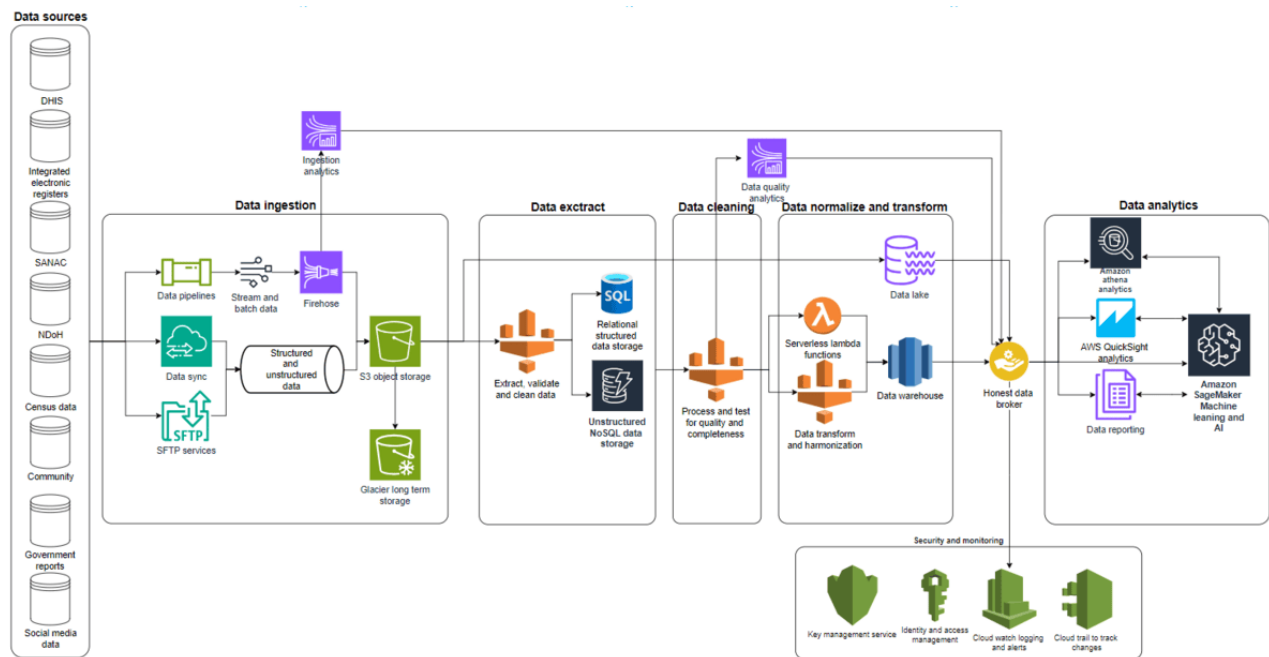 Data sources
DHIS
Integrated
electronic
registers
SANAC
NDoH
Census data
Community
Government
reports
Social media
data
Data ingestion
Ingestion
analytics
Data pipelines
Stream and
batch data
Firehose
Data sync
Structured
and
unstructured
data
S3 object storage
SFTP
SFTP services
Glacier long term
storage
Data exctract
Extract, validate
and clean data
SQL
Relational
structured data
storage
Unstructured
NoSQL data
storage
Data cleaning
Data quality
analytics
Process and test
for quality and
completeness
Data normalize and transform
Data lake
Serverless lambda
functions
Data transform
and harmonization
Data warehouse
Honest data
broker
Data analytics
Amazon
athena
analytics
AWS QuickSight
analytics
Data reporting
Amazon
SageMaker
Machine
leaning and
AI
Security and monitoring
Key management service
Identity and access
management
Cloud watch logging
and alerts
Cloud trail to track
changes